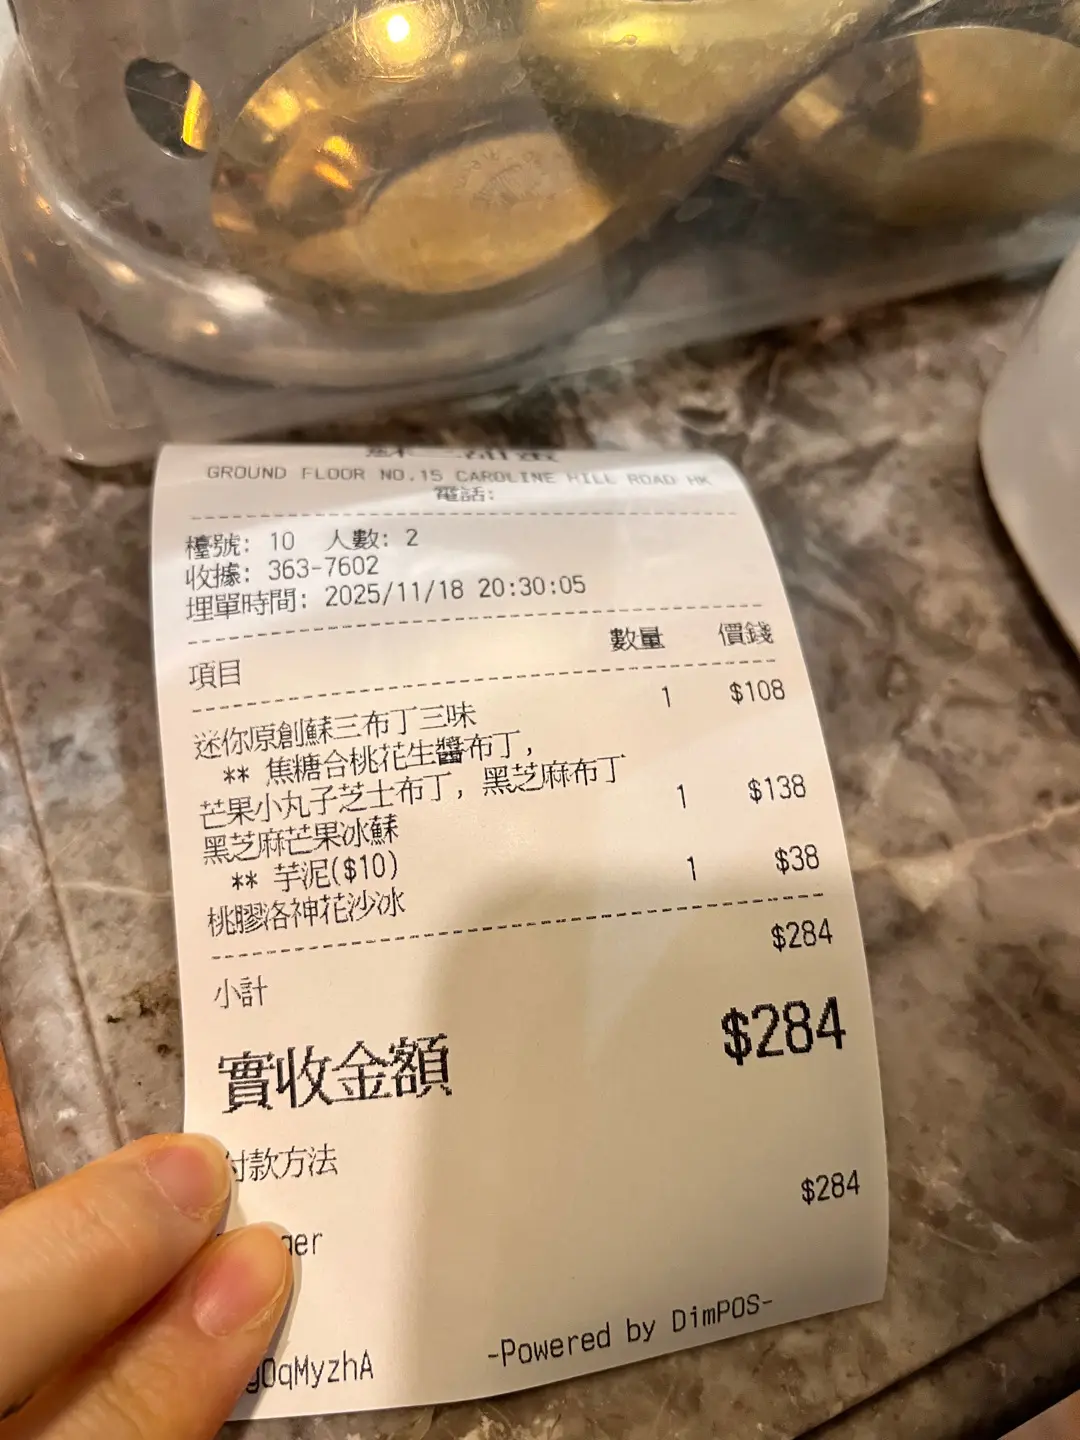 GROUND FLOOR NO.15 CAROLINE HILL ROAD HK
電話:
檯號: 10 人數: 2
收據: 363-7602
埋單時間: 2025/11/18 20:30:05
項目 數量 價錢
迷你原創蘇三布丁三味 1 $108
** 焦糖合桃花生醬布丁,
芒果小丸子芝士布丁, 黑芝麻布丁
黑芝麻芒果冰蘇 1 $138
** 芋泥($10)
桃膠洛神花沙冰 1 $38
小計 $284
實收金額 $284
付款方法
$284
-Powered by DimPOS-